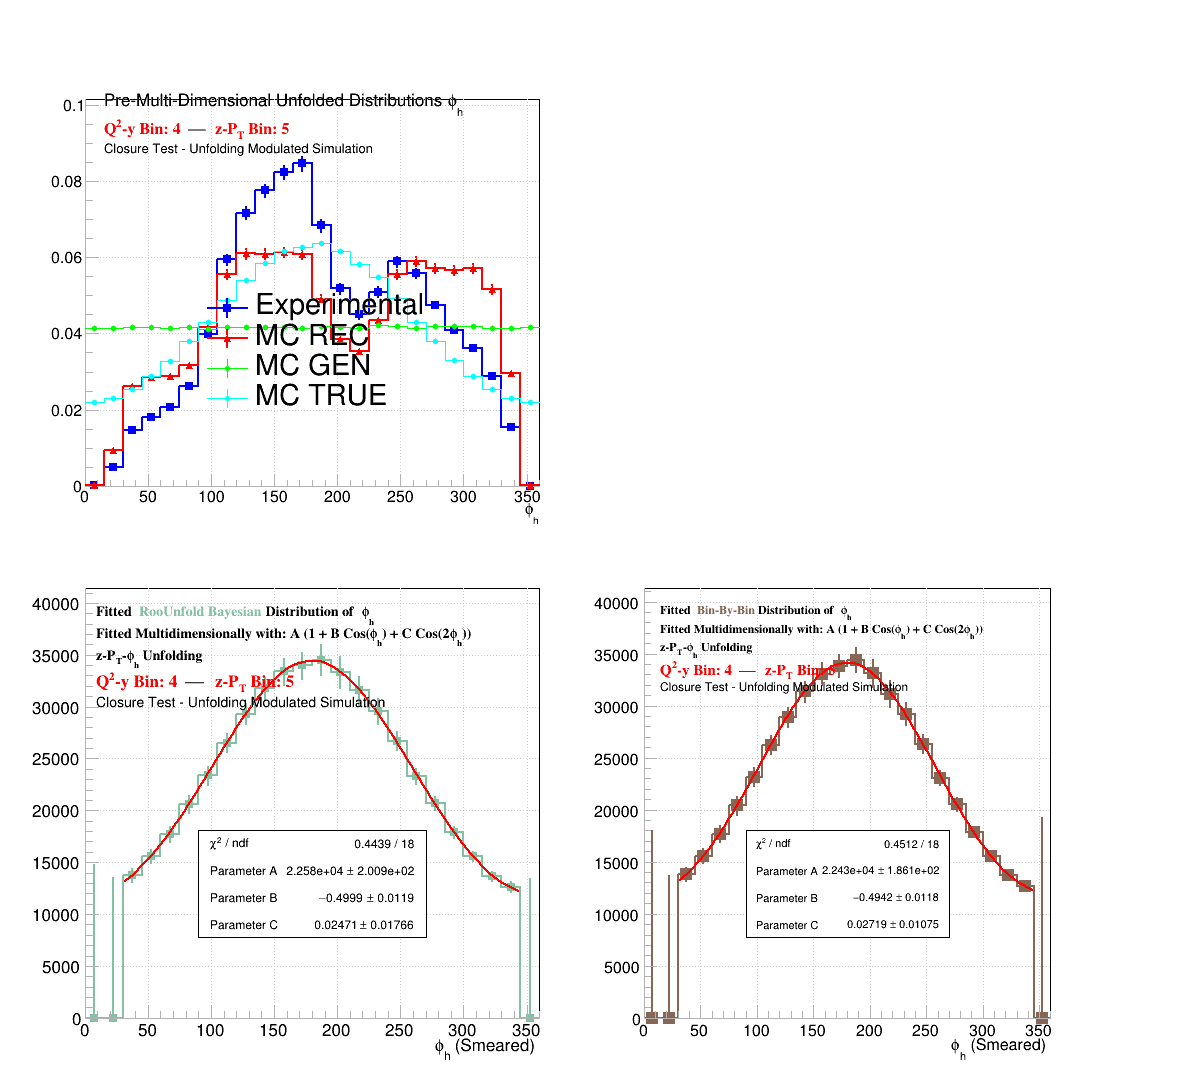 Pre-Multi-Dimensional Unfolded Distributions ϕh
Q2-y Bin: 4 — z-PT Bin: 5
Closure Test - Unfolding Modulated Simulation
0.1
0.08
0.06
0.04
0.02
0
Experimental
MC REC
MC GEN
MC TRUE
0 50 100 150 200 250 300 350
ϕh
Fitted RooUnfold Bayesian Distribution of ϕh
Fitted Multidimensionally with: A (1 + B Cos(ϕh) + C Cos(2ϕh))
z-PT-ϕh Unfolding
Q2-y Bin: 4 — z-PT Bin: 5
Closure Test - Unfolding Modulated Simulation
40000
35000
30000
25000
20000
15000
10000
5000
0
χ2 / ndf 0.4439 / 18
Parameter A 2.258e+04 ± 2.009e+02
Parameter B −0.4999 ± 0.0119
Parameter C 0.02471 ± 0.01766
0 50 100 150 200 250 300 350
ϕh (Smeared)
Fitted Bin-By-Bin Distribution of ϕh
Fitted Multidimensionally with: A (1 + B Cos(ϕh) + C Cos(2ϕh))
z-PT-ϕh Unfolding
Q2-y Bin: 4 — z-PT Bin: 5
Closure Test - Unfolding Modulated Simulation
40000
35000
30000
25000
20000
15000
10000
5000
0
χ2 / ndf 0.4512 / 18
Parameter A 2.243e+04 ± 1.861e+02
Parameter B −0.4942 ± 0.0118
Parameter C 0.02719 ± 0.01075
0 50 100 150 200 250 300 350
ϕh (Smeared)